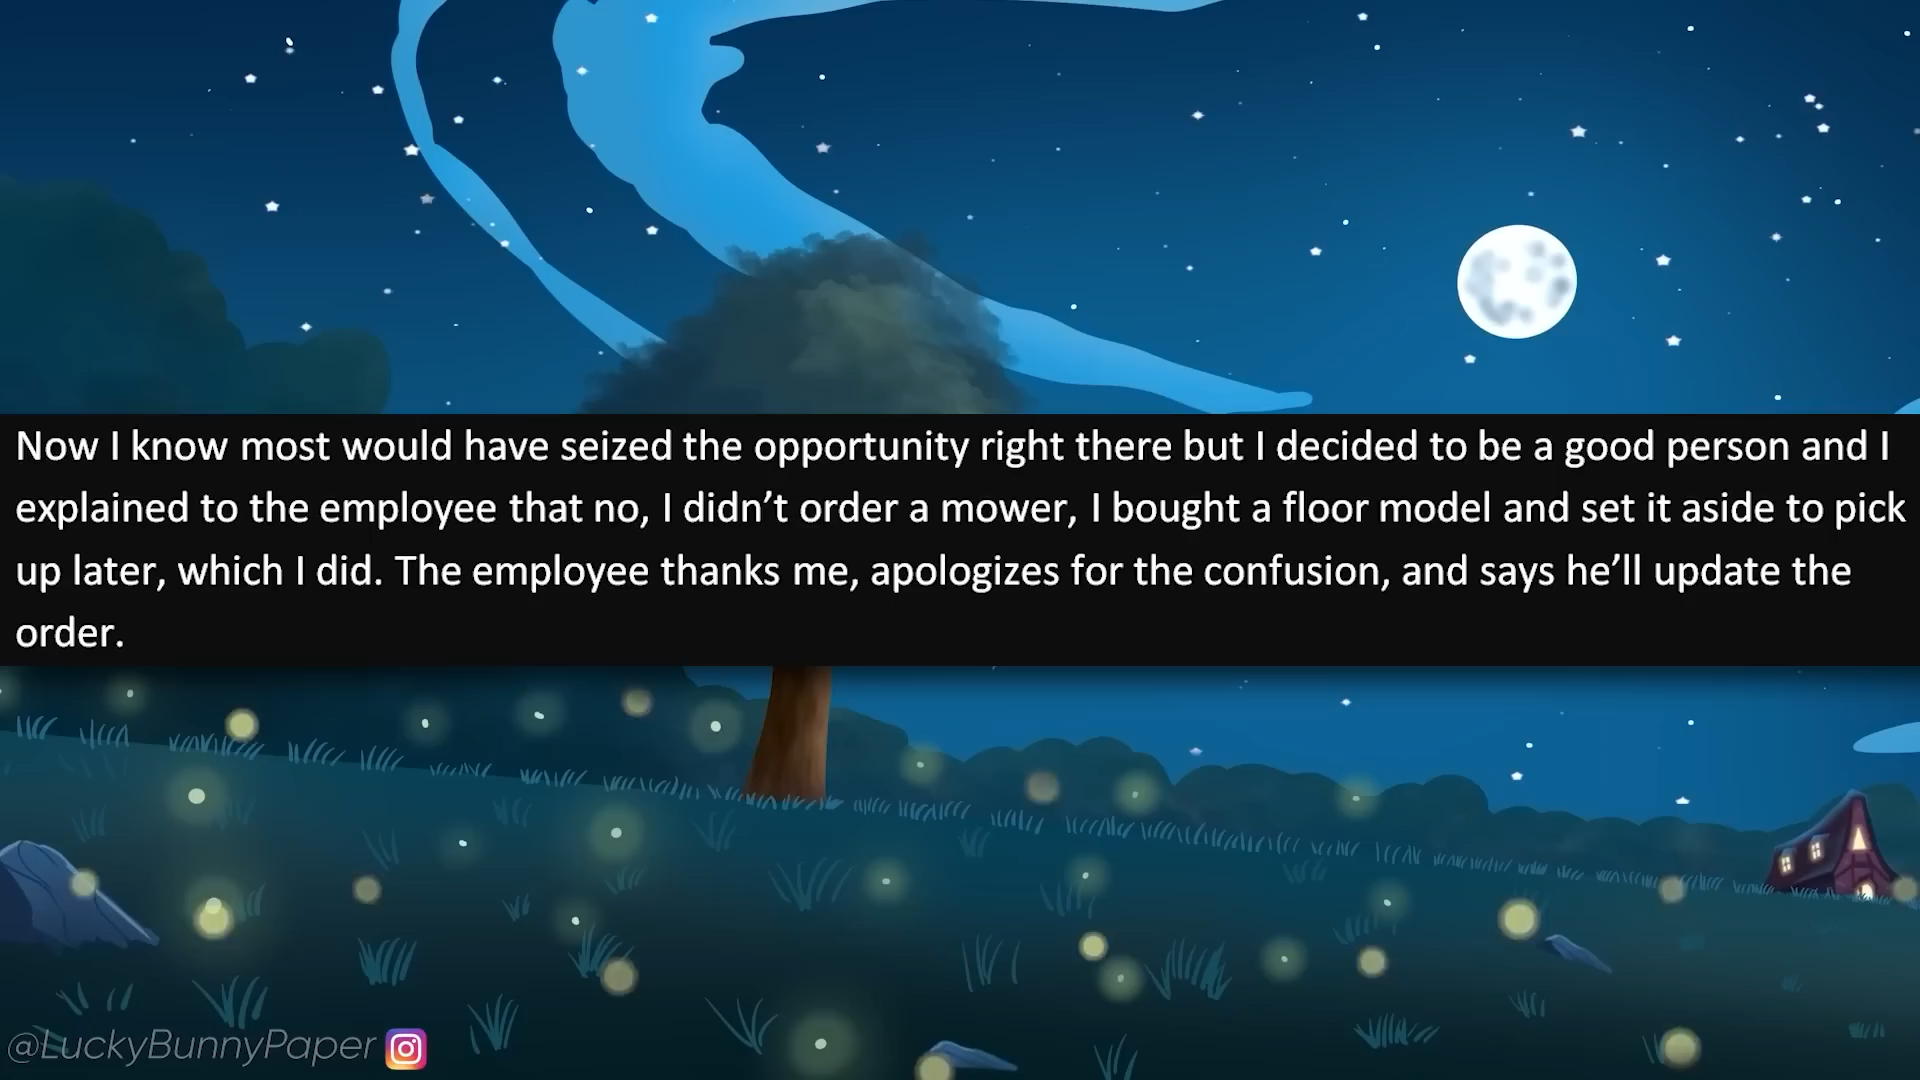 Now I know most would have seized the opportunity right there but I decided to be a good person and I
explained to the employee that no, I didn’t order a mower, I bought a floor model and set it aside to pick
up later, which I did. The employee thanks me, apologizes for the confusion, and says he’ll update the
order.
@LuckyBunnyPaper